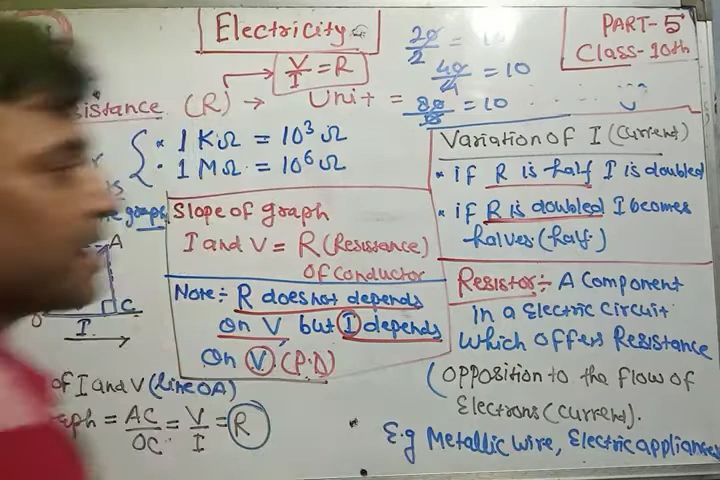 Electricity
PART-5
Class-10th
20/2 =
40/4 = 10
80/8 = 10
V/I = R
sistance (R) → Unit =
* 1 KΩ = 10³ Ω
* 1 MΩ = 10⁶ Ω
graph
A
O
C
I
Slope of graph
I and V = R (Resistance)
of conductor
Note:- R does not depends
on V but I depends
on V (P.D)
of I and V (line OA)
aph = AC/OC = V/I = R
Variation of I (current)
* if R is half I is doubled
* if R is doubled I becomes
halves (half)
Resistor:- A Component
in a Electric circuit
which offers Resistance
(opposition to the flow of
Electrons (current).
E.g Metallic wire, Electric appliances